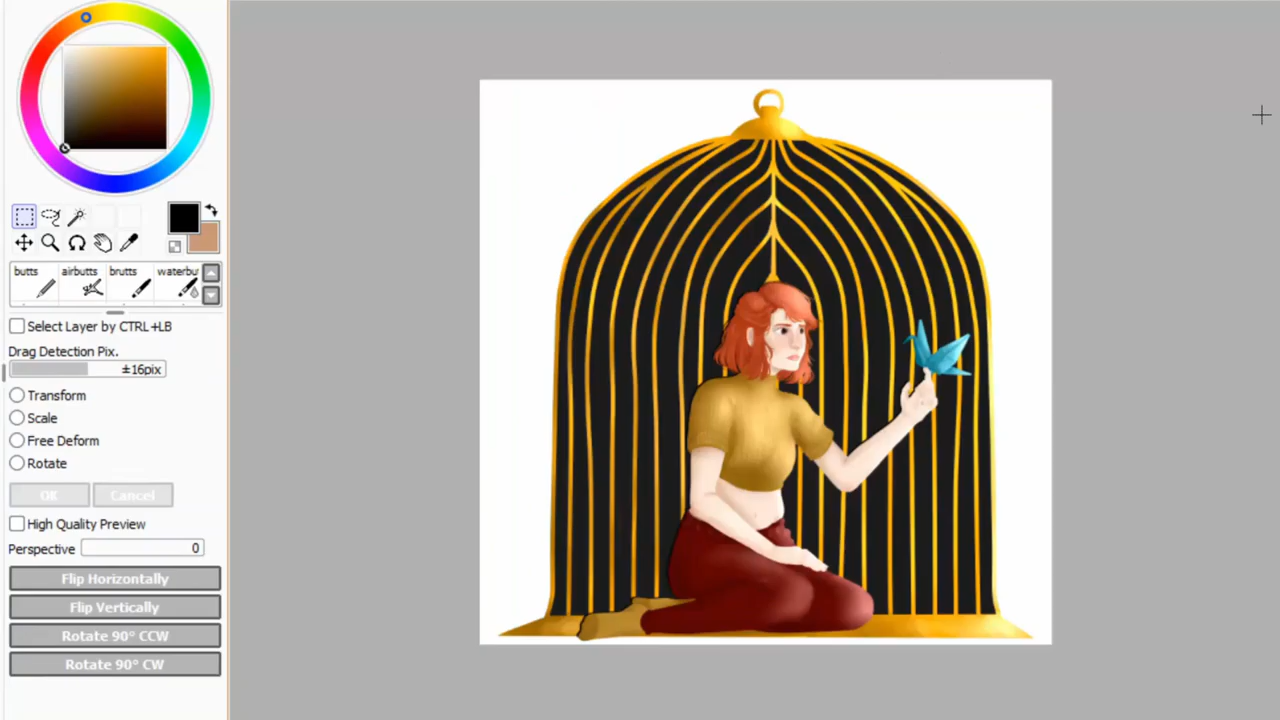 butts airbutts brutts waterbu
Select Layer by CTRL+LB
Drag Detection Pix.
±16pix
Transform
Scale
Free Deform
Rotate
OK Cancel
High Quality Preview
Perspective 0
Flip Horizontally
Flip Vertically
Rotate 90° CCW
Rotate 90° CW